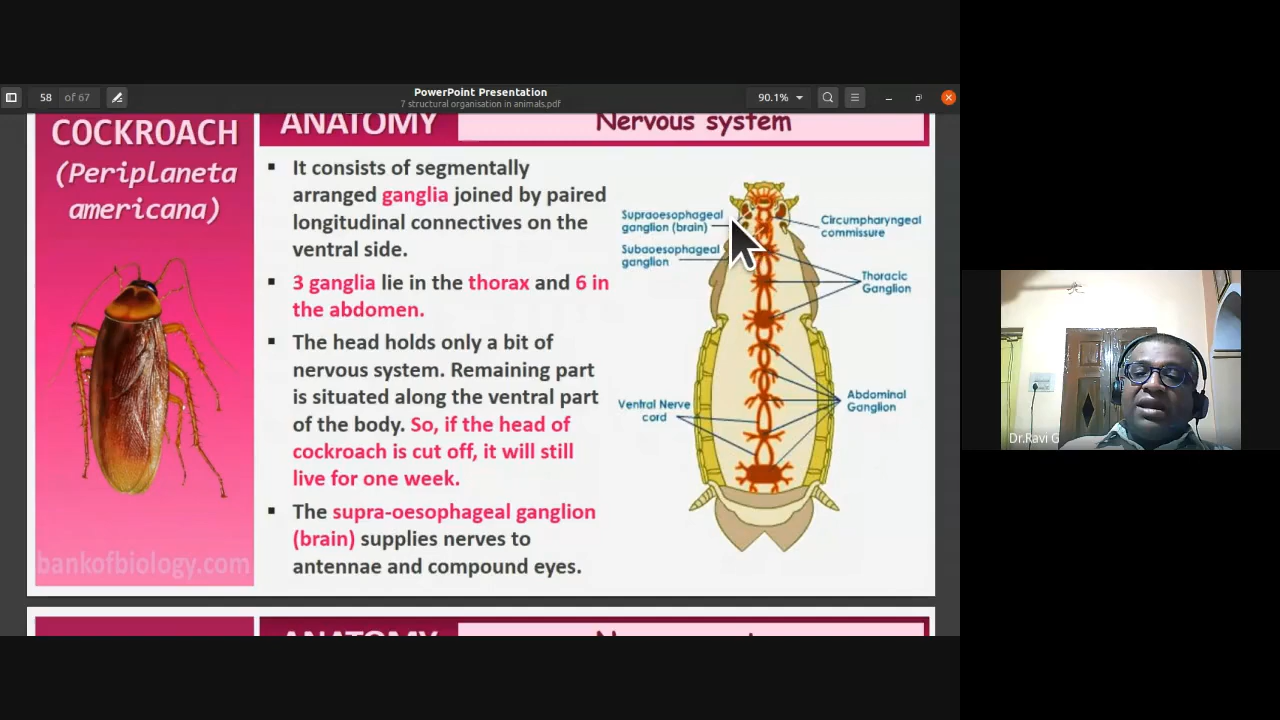 58 of 67
PowerPoint Presentation
7 structural organisation in animals.pdf
90.1%
COCKROACH
(Periplaneta
americana)
bankofbiology.com
ANATOMY
Nervous system
It consists of segmentally
arranged ganglia joined by paired
longitudinal connectives on the
ventral side.
3 ganglia lie in the thorax and 6 in
the abdomen.
The head holds only a bit of
nervous system. Remaining part
is situated along the ventral part
of the body. So, if the head of
cockroach is cut off, it will still
live for one week.
The supra-oesophageal ganglion
(brain) supplies nerves to
antennae and compound eyes.
Supraoesophageal
ganglion (brain)
Subaoesophageal
ganglion
Circumpharyngeal
commissure
Thoracic
Ganglion
Ventral Nerve
cord
Abdominal
Ganglion
Dr.Ravi G
ANATOMY